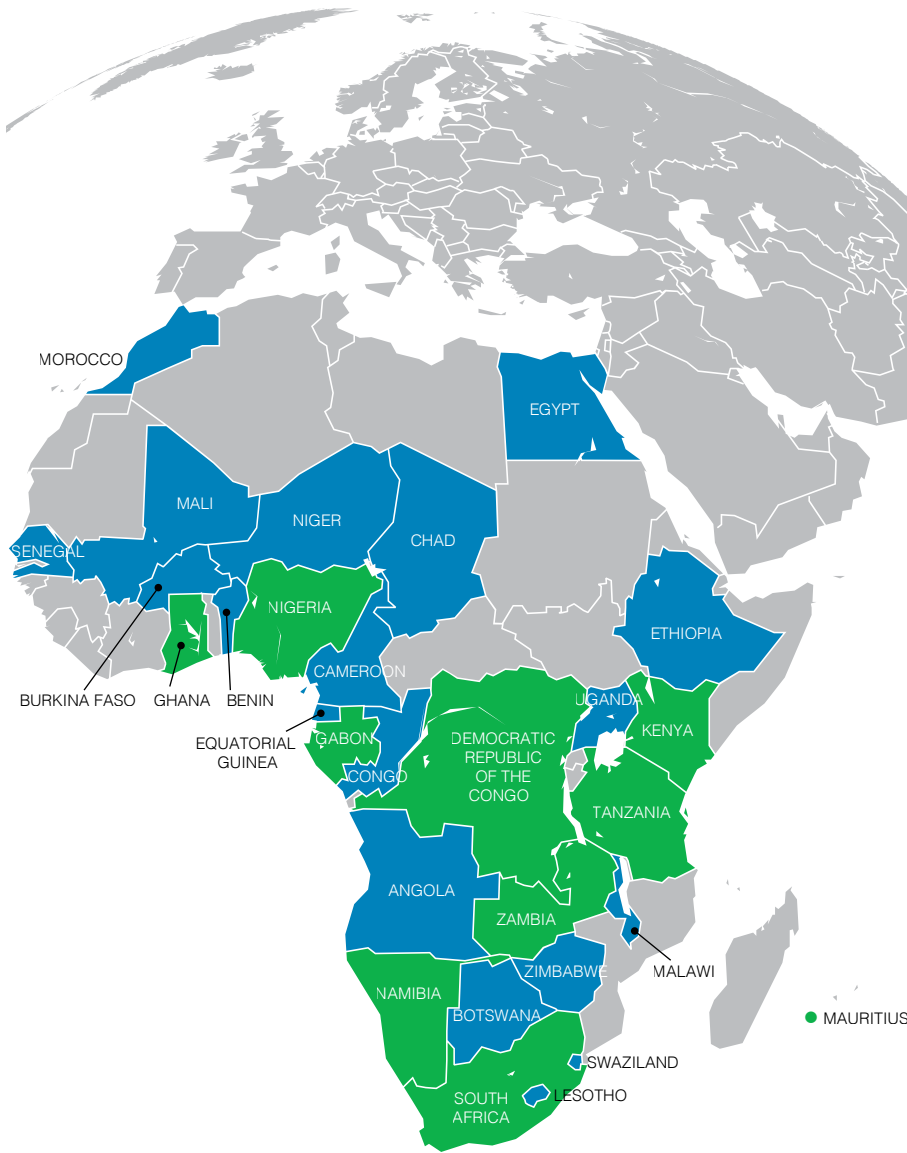 MOROCCO
EGYPT
MALI
NIGER
CHAD
SENEGAL
NIGERIA
ETHIOPIA
CAMEROON
BURKINA FASO
GHANA
BENIN
UGANDA
KENYA
EQUATORIAL
GUINEA
GABON
DEMOCRATIC
REPUBLIC
OF THE
CONGO
CONGO
TANZANIA
ANGOLA
ZAMBIA
ZIMBABWE
MALAWI
NAMIBIA
BOTSWANA
MAURITIUS
SWAZILAND
LESOTHO
SOUTH
AFRICA